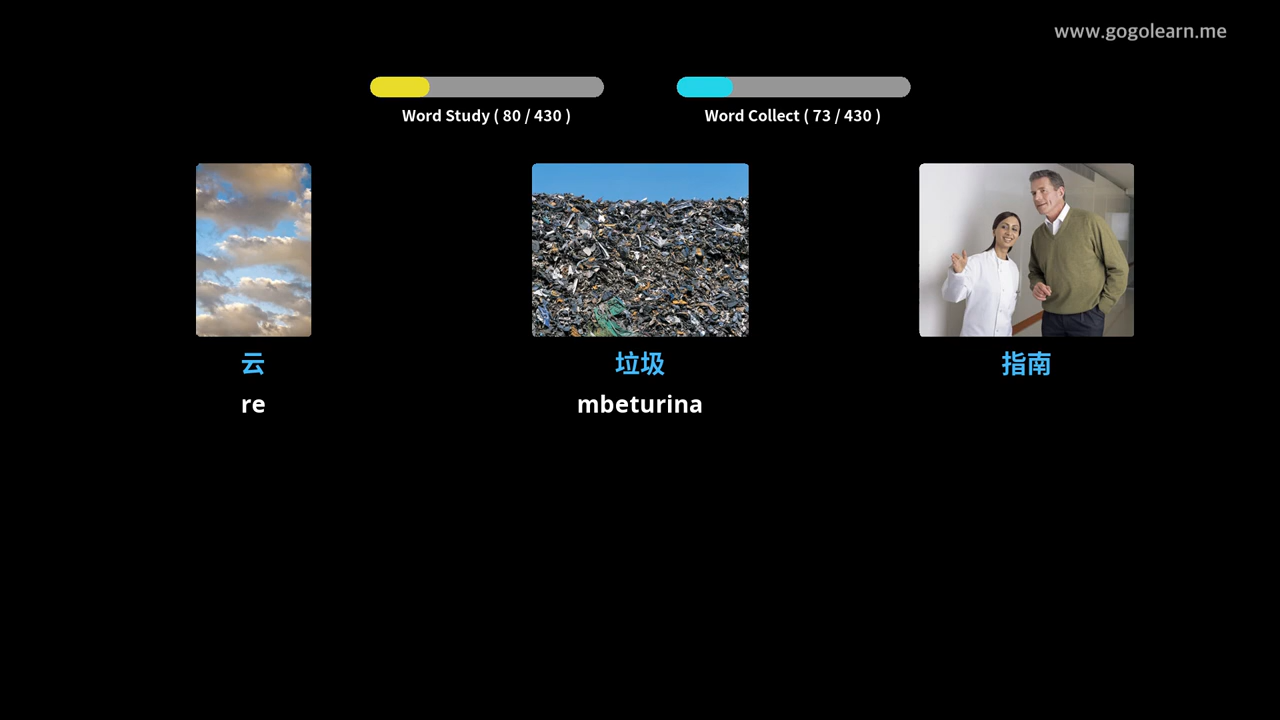 www.gogolearn.me
Word Study ( 80 / 430 )
Word Collect ( 73 / 430 )
云
垃圾
指南
re
mbeturina